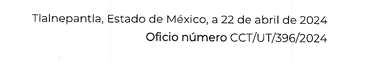 Tlalnepantla, Estado de México, a 22 de abril de 2024
Oficio número CCT/UT/396/2024